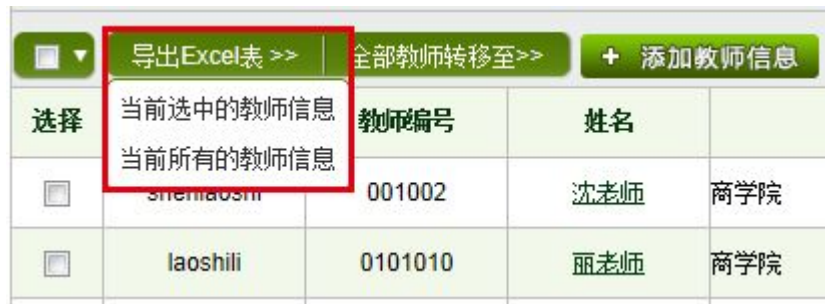 导出Excel表 >> 全部教师转移至>> + 添加教师信息
当前选中的教师信息
当前所有的教师信息
选择 教师编号 姓名
shenlaoshi 001002 沈老师 商学院
laoshili 0101010 丽老师 商学院